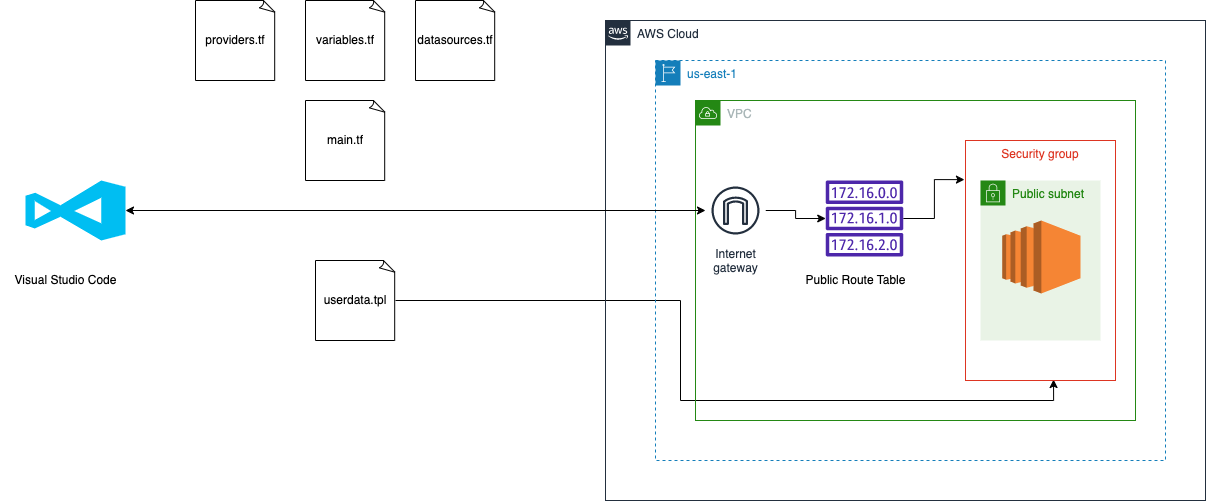 providers.tf
variables.tf
datasources.tf
main.tf
Visual Studio Code
userdata.tpl
aws
AWS Cloud
us-east-1
VPC
Internet
gateway
172.16.0.0
172.16.1.0
172.16.2.0
Public Route Table
Security group
Public subnet